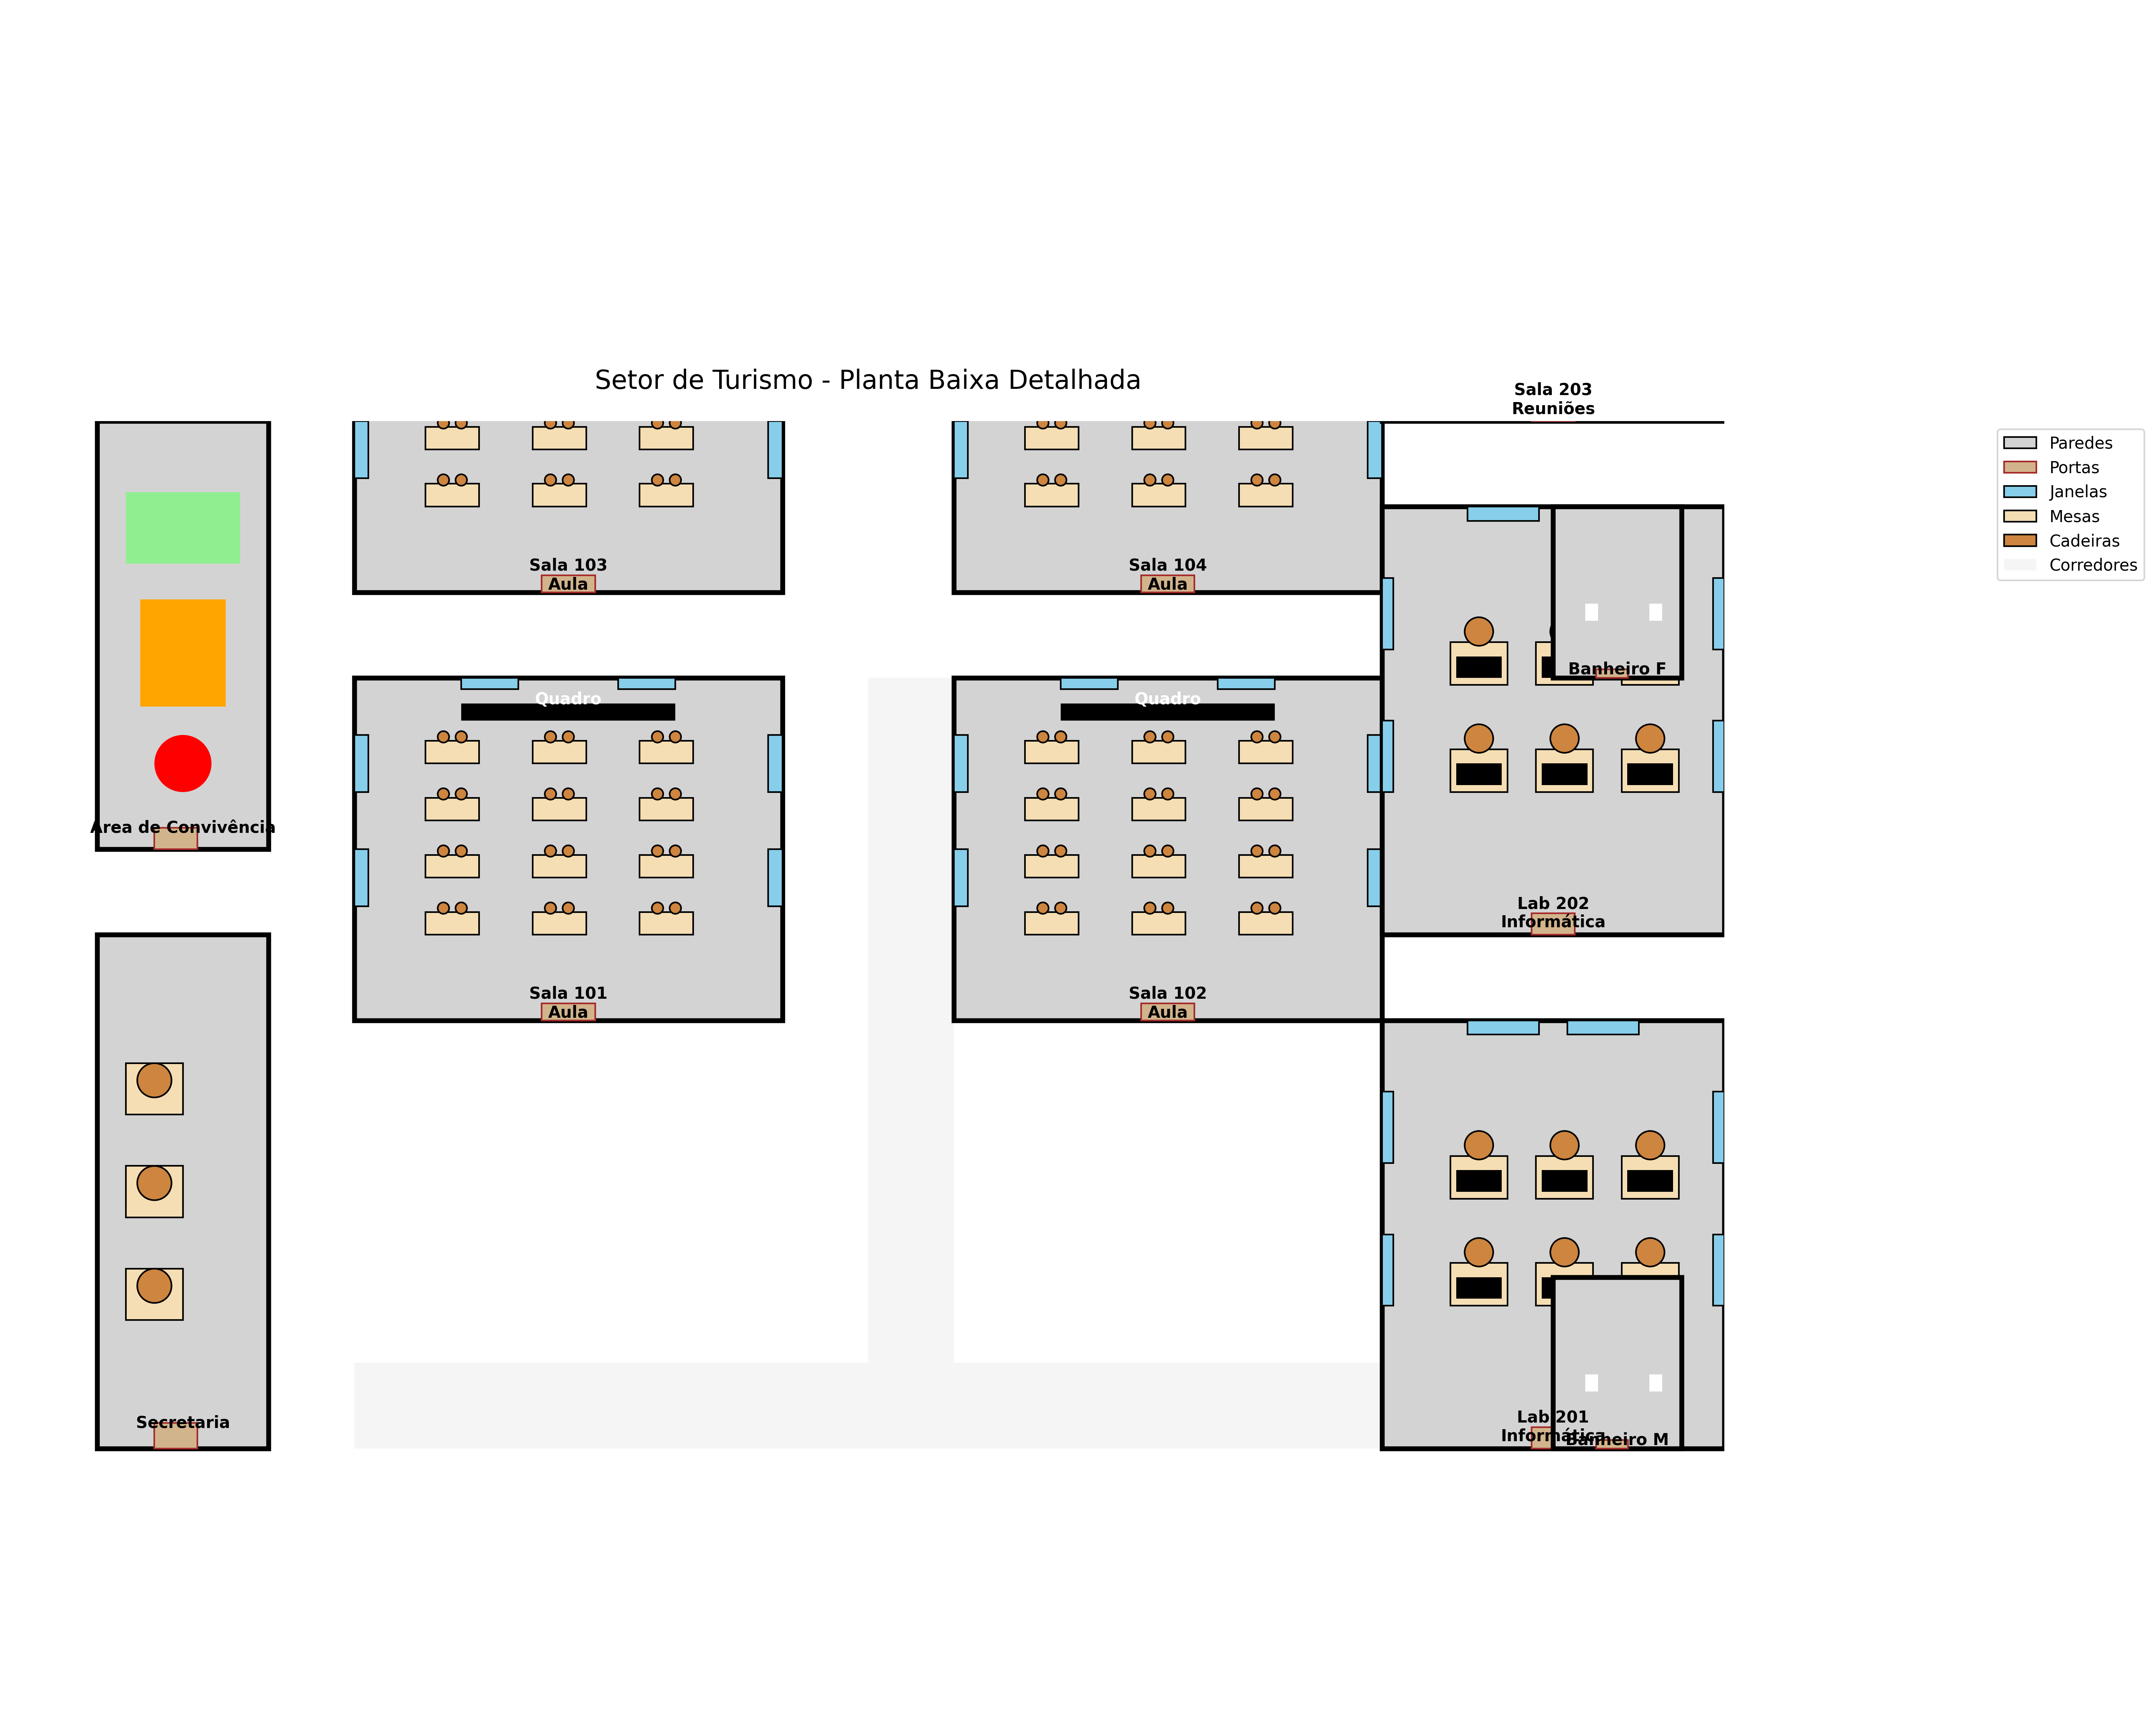 Setor de Turismo - Planta Baixa Detalhada
Sala 203
Reuniões
Paredes
Portas
Janelas
Mesas
Cadeiras
Corredores
Sala 103
Aula
Sala 104
Aula
Banheiro F
Quadro
Quadro
Área de Convivência
Lab 202
Informática
Sala 101
Aula
Sala 102
Aula
Secretaria
Lab 201
Informática
Banheiro M